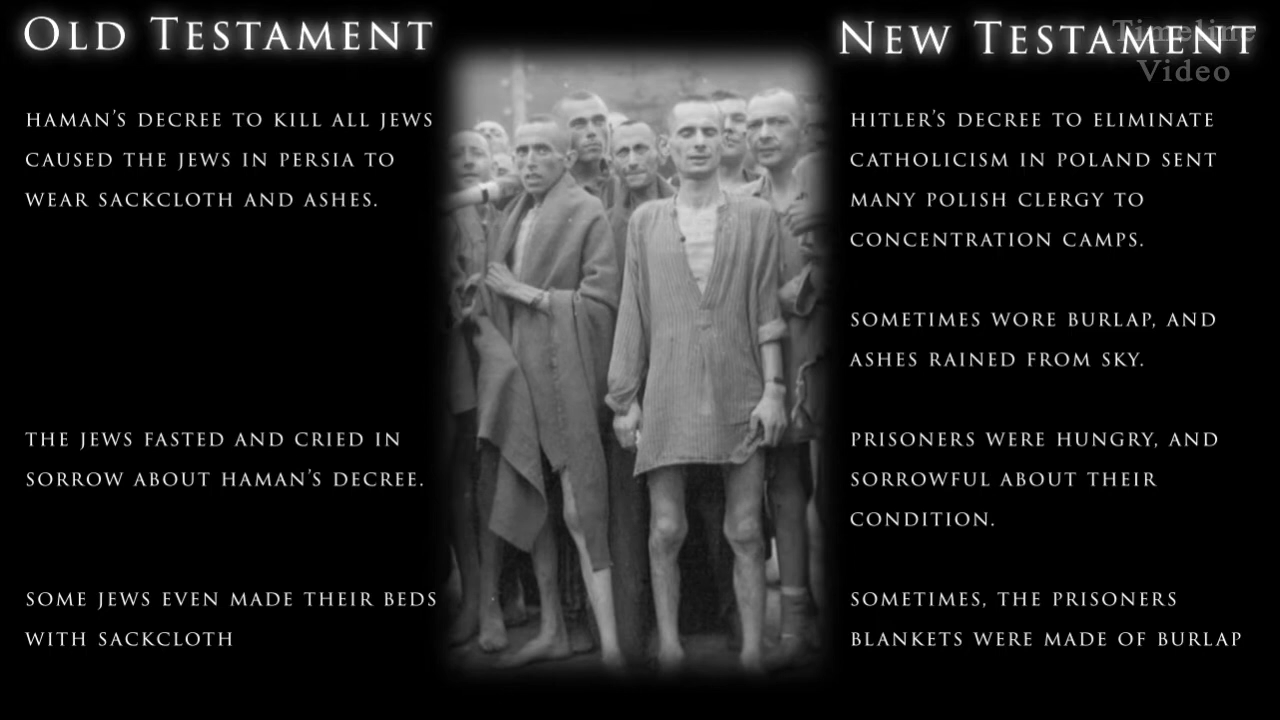 OLD TESTAMENT
HAMAN'S DECREE TO KILL ALL JEWS
CAUSED THE JEWS IN PERSIA TO
WEAR SACKCLOTH AND ASHES.
THE JEWS FASTED AND CRIED IN
SORROW ABOUT HAMAN'S DECREE.
SOME JEWS EVEN MADE THEIR BEDS
WITH SACKCLOTH
NEW TESTAMENT
Timeline
Video
HITLER'S DECREE TO ELIMINATE
CATHOLICISM IN POLAND SENT
MANY POLISH CLERGY TO
CONCENTRATION CAMPS.
SOMETIMES WORE BURLAP, AND
ASHES RAINED FROM SKY.
PRISONERS WERE HUNGRY, AND
SORROWFUL ABOUT THEIR
CONDITION.
SOMETIMES, THE PRISONERS
BLANKETS WERE MADE OF BURLAP